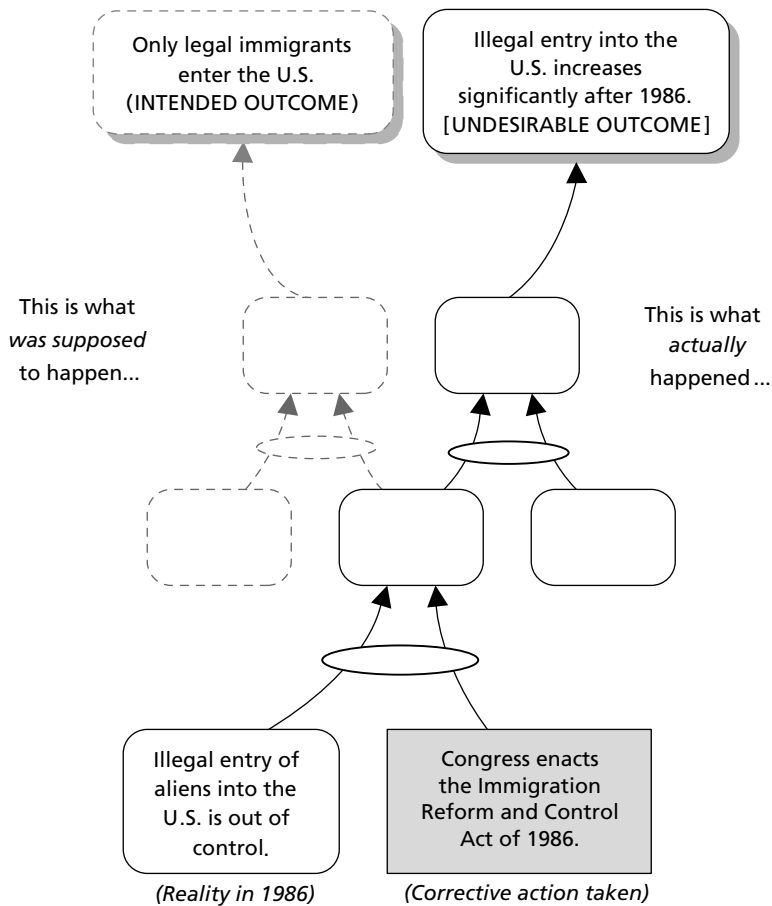 Only legal immigrants
enter the U.S.
(INTENDED OUTCOME)
Illegal entry into the
U.S. increases
significantly after 1986.
[UNDESIRABLE OUTCOME]
This is what
was supposed
to happen...
This is what
actually
happened ...
Illegal entry of
aliens into the
U.S. is out of
control.
Congress enacts
the Immigration
Reform and Control
Act of 1986.
(Reality in 1986)
(Corrective action taken)